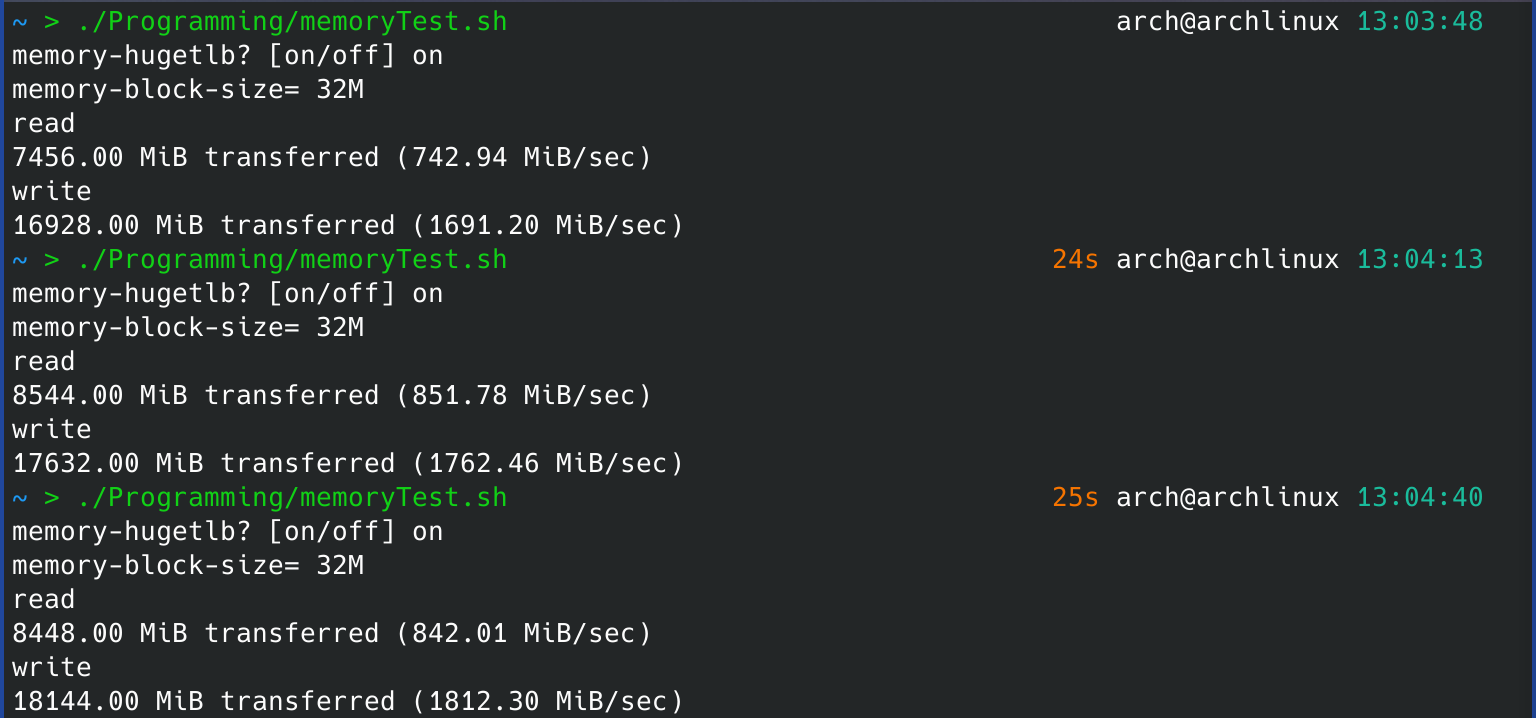 ~ > ./Programming/memoryTest.sh arch@archlinux 13:03:48
memory-hugetlb? [on/off] on
memory-block-size= 32M
read
7456.00 MiB transferred (742.94 MiB/sec)
write
16928.00 MiB transferred (1691.20 MiB/sec)
~ > ./Programming/memoryTest.sh 24s arch@archlinux 13:04:13
memory-hugetlb? [on/off] on
memory-block-size= 32M
read
8544.00 MiB transferred (851.78 MiB/sec)
write
17632.00 MiB transferred (1762.46 MiB/sec)
~ > ./Programming/memoryTest.sh 25s arch@archlinux 13:04:40
memory-hugetlb? [on/off] on
memory-block-size= 32M
read
8448.00 MiB transferred (842.01 MiB/sec)
write
18144.00 MiB transferred (1812.30 MiB/sec)